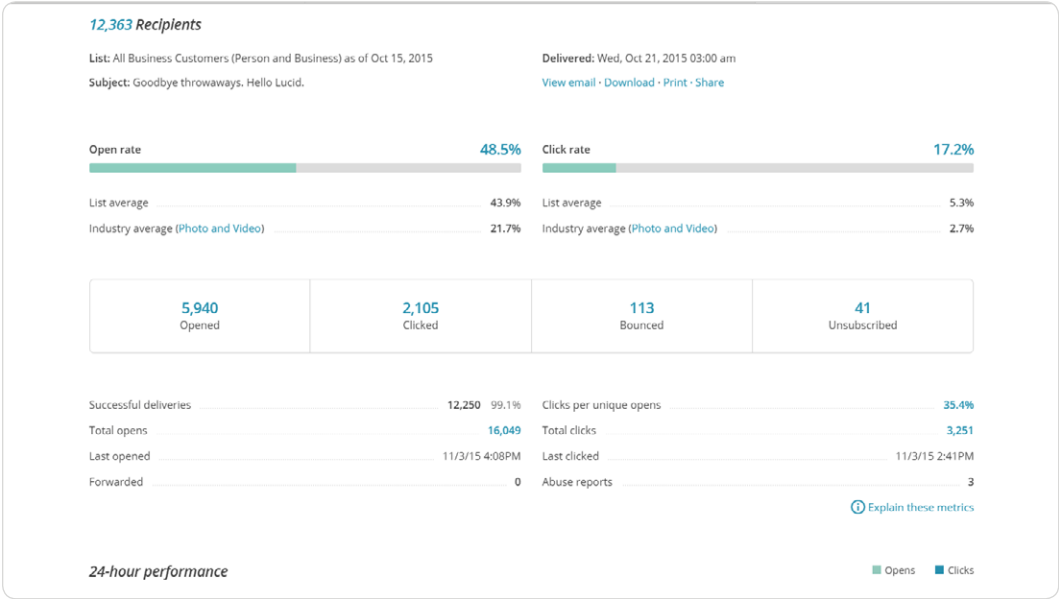 12,363 Recipients
List: All Business Customers (Person and Business) as of Oct 15, 2015
Delivered: Wed, Oct 21, 2015 03:00 am
Subject: Goodbye throwaways. Hello Lucid.
View email · Download · Print · Share
Open rate 48.5%
Click rate 17.2%
List average 43.9%
List average 5.3%
Industry average (Photo and Video) 21.7%
Industry average (Photo and Video) 2.7%
5,940
Opened
2,105
Clicked
113
Bounced
41
Unsubscribed
Successful deliveries 12,250 99.1%
Clicks per unique opens 35.4%
Total opens 16,049
Total clicks 3,251
Last opened 11/3/15 4:08PM
Last clicked 11/3/15 2:41PM
Forwarded 0
Abuse reports 3
Explain these metrics
24-hour performance
Opens Clicks